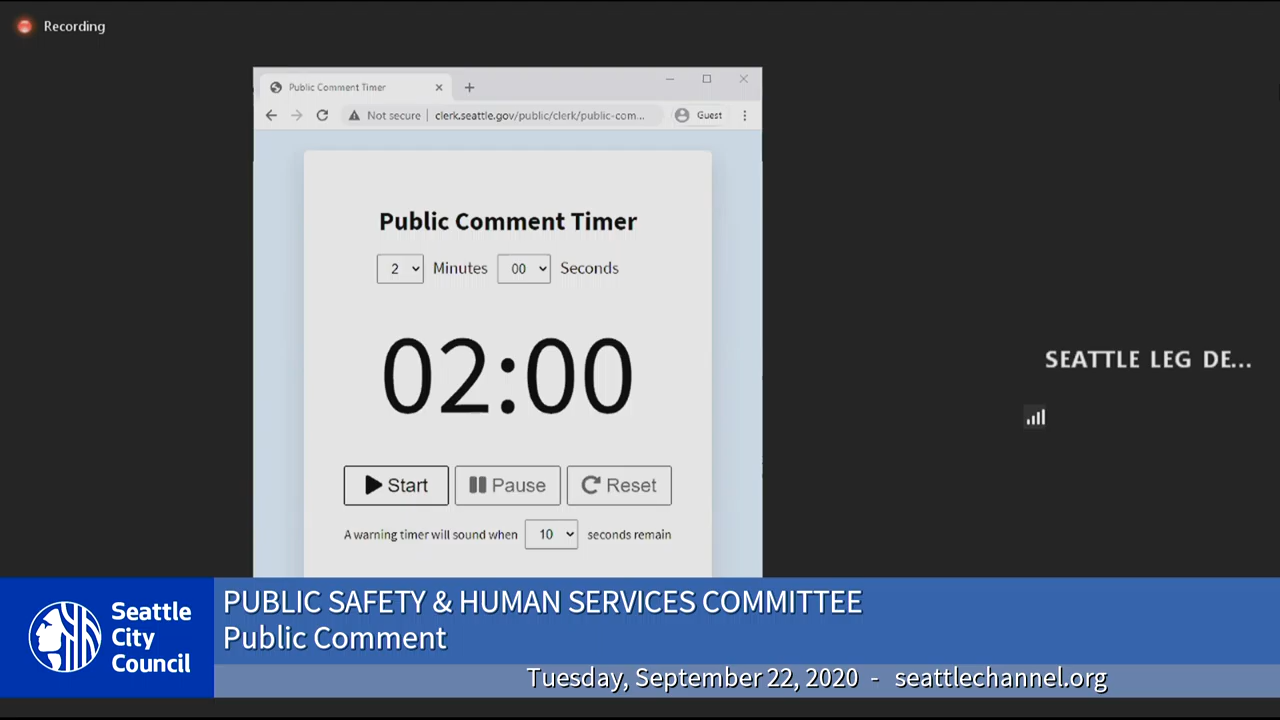 Recording
Public Comment Timer
Not secure | clerk.seattle.gov/public/clerk/public-com...
Guest
Public Comment Timer
2 Minutes 00 Seconds
02:00
Start Pause Reset
A warning timer will sound when 10 seconds remain
SEATTLE LEG DE...
Seattle
City
Council
PUBLIC SAFETY & HUMAN SERVICES COMMITTEE
Public Comment
Tuesday, September 22, 2020 - seattlechannel.org